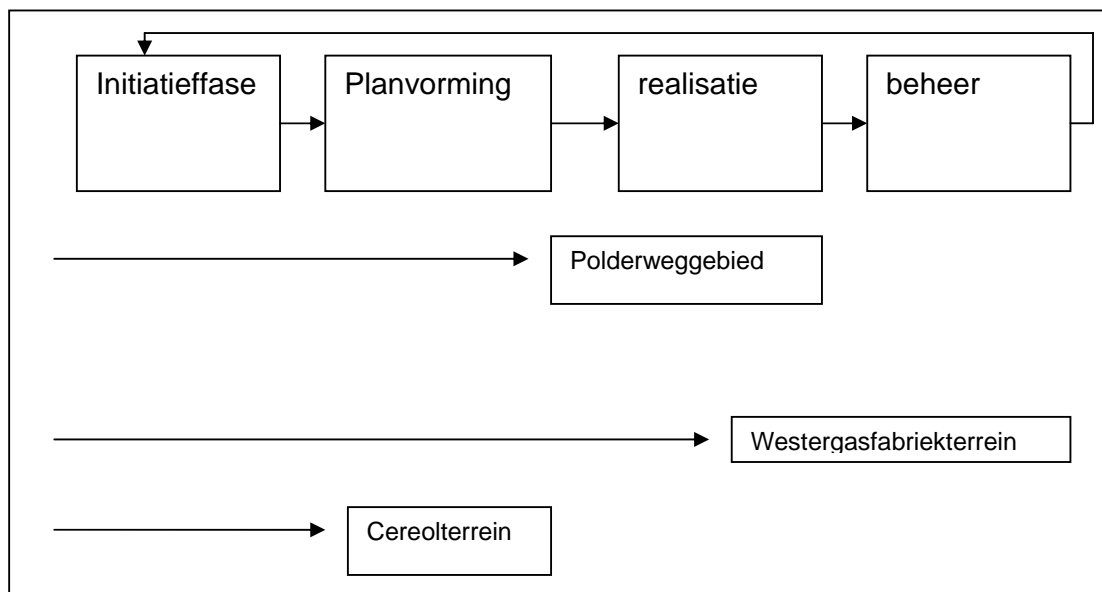 Initiatieffase
Planvorming
realisatie
beheer
Polderweggebied
Westergasfabriekterrein
Cereolterrein